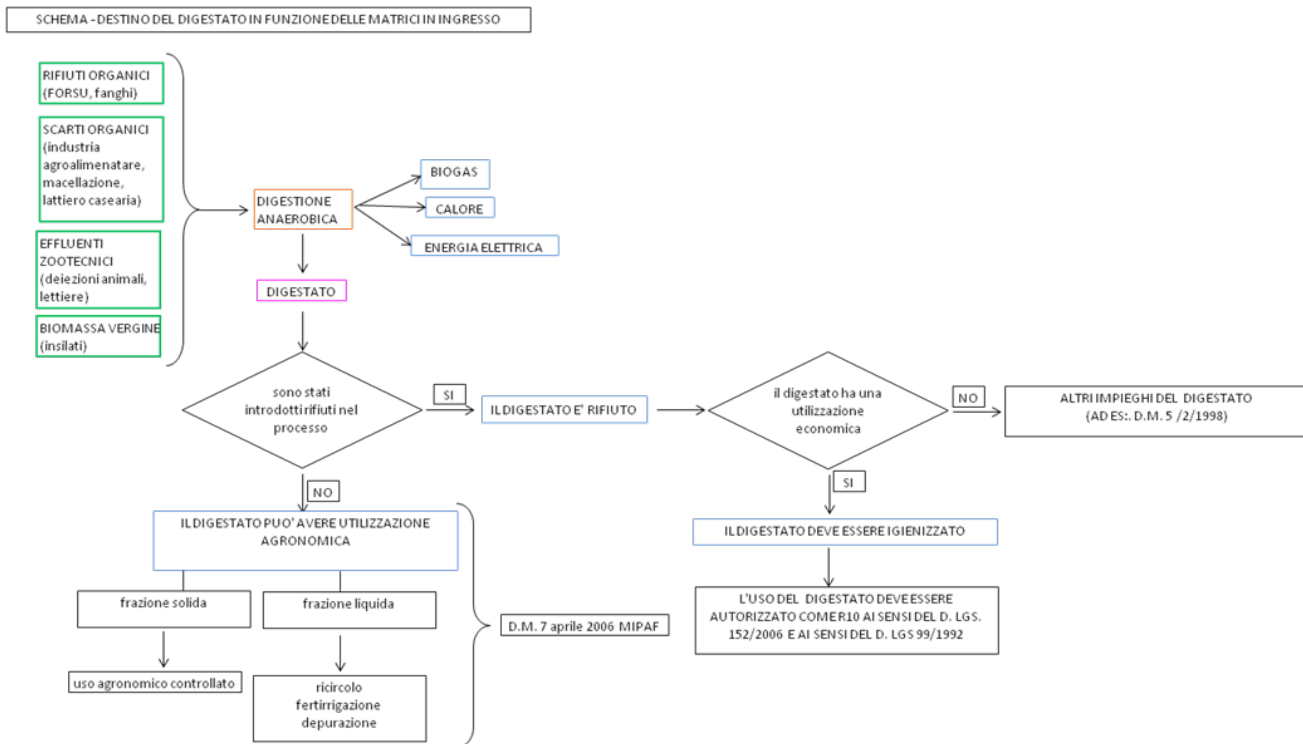 SCHEMA - DESTINO DEL DIGESTATO IN FUNZIONE DELLE MATRICI IN INGRESSO
RIFIUTI ORGANICI
(FORSU, fanghi)
SCARTI ORGANICI
(industria
agroalimenatare,
macellazione,
lattiero casearia)
EFFLUENTI
ZOOTECNICI
(deiezioni animali,
lettiere)
BIOMASSA VERGINE
(insilati)
DIGESTIONE
ANAEROBICA
BIOGAS
CALORE
ENERGIA ELETTRICA
DIGESTATO
sono stati
introdotti rifiuti nel
processo
SI
IL DIGESTATO E' RIFIUTO
il digestato ha una
utilizzazione
economica
NO
ALTRI IMPIEGHI DEL DIGESTATO
(AD ES:. D.M. 5 /2/1998)
NO
SI
IL DIGESTATO PUO' AVERE UTILIZZAZIONE
AGRONOMICA
IL DIGESTATO DEVE ESSERE IGIENIZZATO
frazione solida
frazione liquida
D.M. 7 aprile 2006 MIPAF
L'USO DEL DIGESTATO DEVE ESSERE
AUTORIZZATO COME R10 AI SENSI DEL D. LGS.
152/2006 E AI SENSI DEL D. LGS 99/1992
uso agronomico controllato
ricircolo
fertirrigazione
depurazione